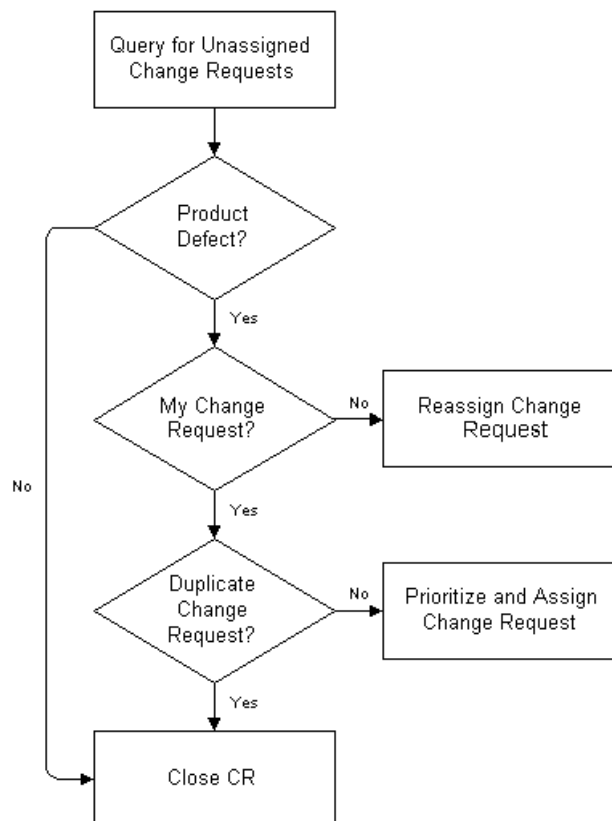 Query for Unassigned
Change Requests
Product
Defect?
Yes
My Change
Request?
No
Reassign Change
Request
No
Yes
Duplicate
Change
Request?
No
Prioritize and Assign
Change Request
Yes
Close CR